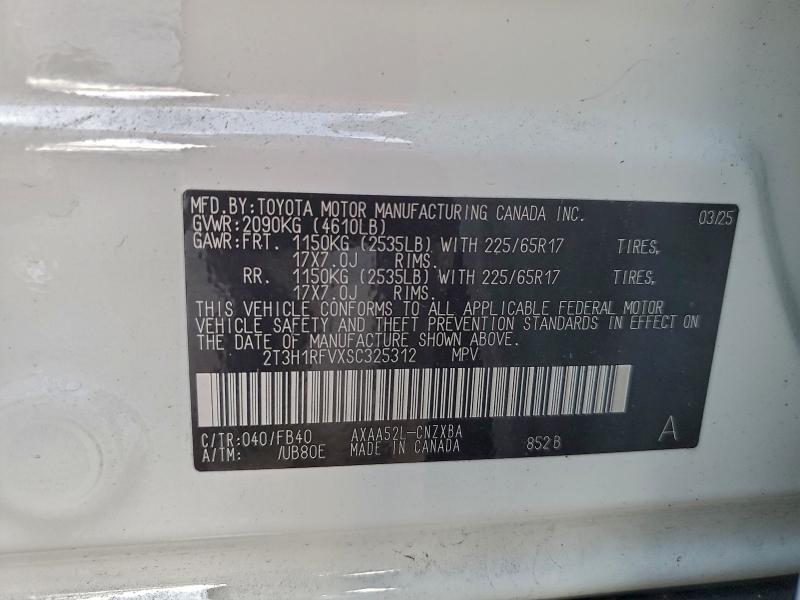 MFD.BY:TOYOTA MOTOR MANUFACTURING CANADA INC. 03/25
GVWR:2090KG (4610LB)
GAWR:FRT. 1150KG (2535LB) WITH 225/65R17 TIRES,
17X7.0J RIMS.
RR. 1150KG (2535LB) WITH 225/65R17 TIRES,
17X7.0J RIMS.
THIS VEHICLE CONFORMS TO ALL APPLICABLE FEDERAL MOTOR
VEHICLE SAFETY AND THEFT PREVENTION STANDARDS IN EFFECT ON
THE DATE OF MANUFACTURE SHOWN ABOVE.
2T3H1RFVXSC325312 MPV
C/TR:040/FB40 AXAA52L-CNZXBA 852B A
A/TM: /UB80E MADE IN CANADA